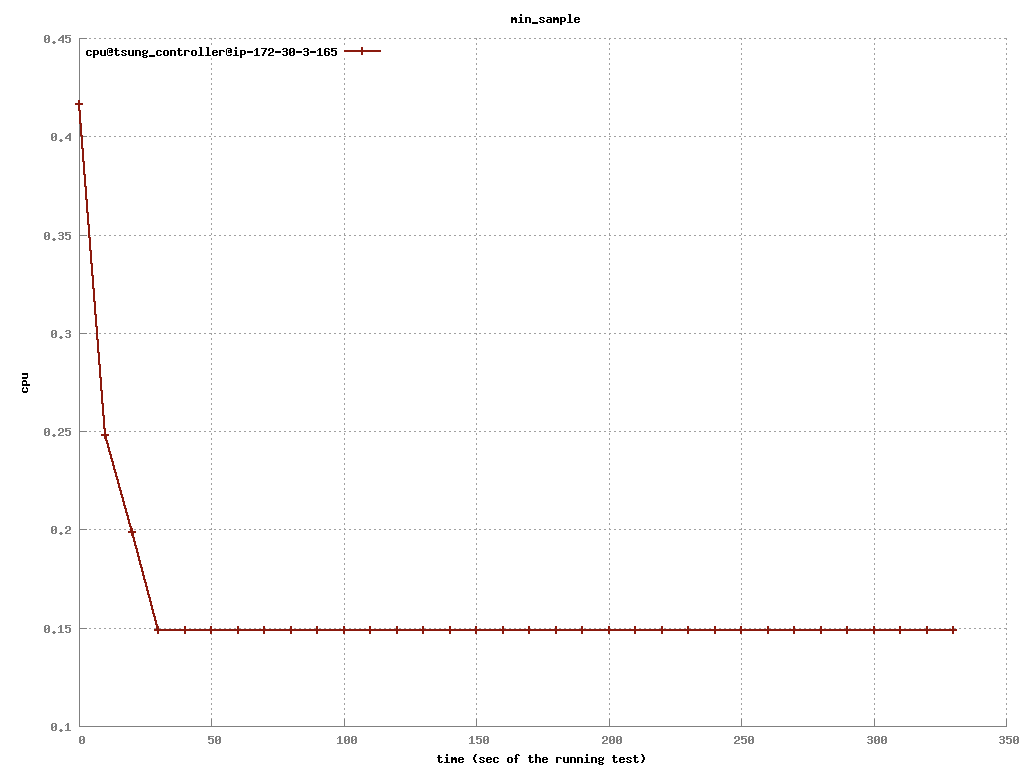 min_sample
cpu@tsung_controller@ip-172-30-3-165
0.45
0.4
0.35
0.3
0.25
0.2
0.15
0.1
cpu
0 50 100 150 200 250 300 350
time (sec of the running test)